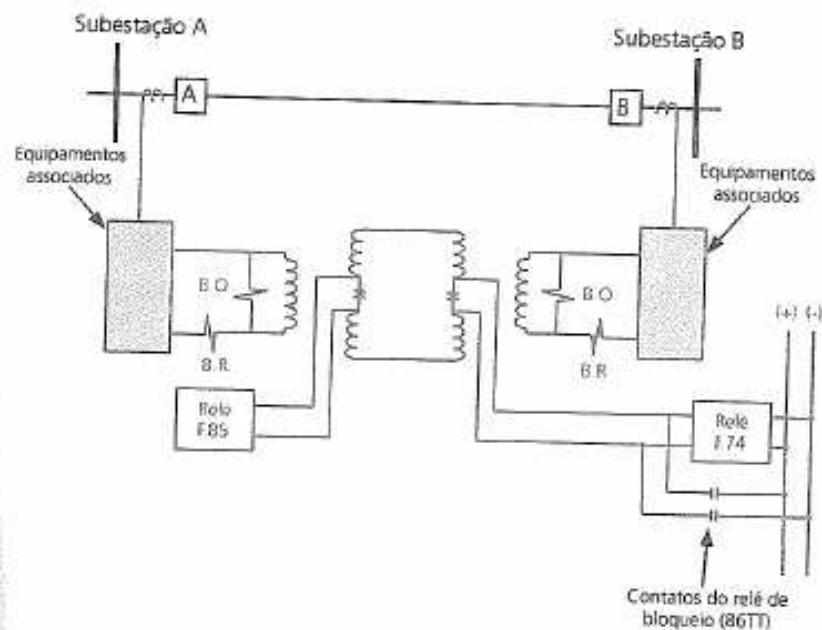 Subestação A
Subestação B
A
B
Equipamentos
associados
Equipamentos
associados
B.O
B.R
B.O
B.R
(+) (-)
Relé
F.85
Relé
F.74
Contatos do relé de
bloqueio (86TT)